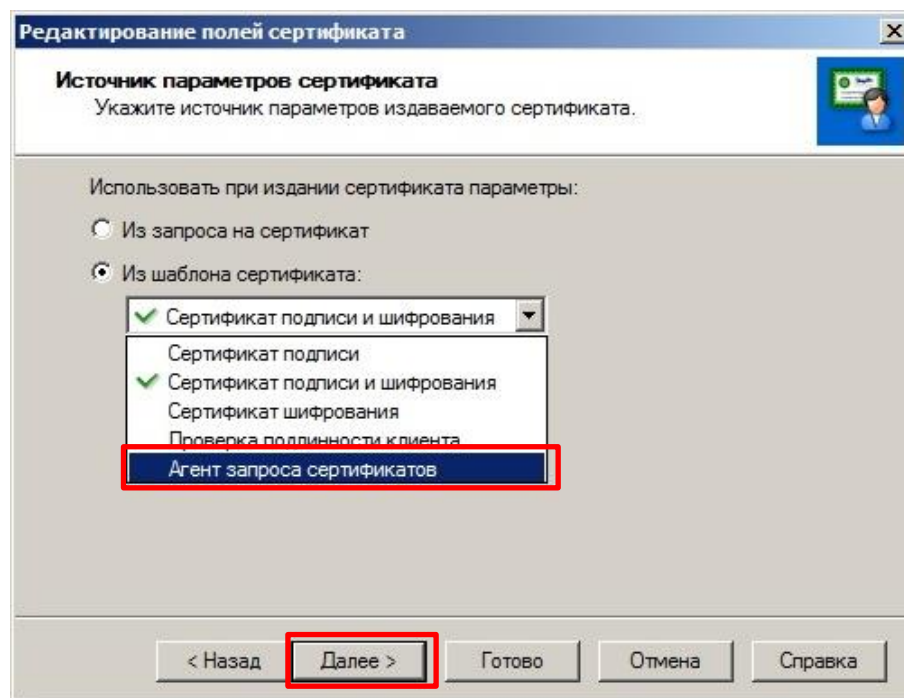 Редактирование полей сертификата
Источник параметров сертификата
Укажите источник параметров издаваемого сертификата.
Использовать при издании сертификата параметры:
Из запроса на сертификат
Из шаблона сертификата:
Сертификат подписи и шифрования
Сертификат подписи
Сертификат подписи и шифрования
Сертификат шифрования
Проверка подлинности клиента
Агент запроса сертификатов
< Назад Далее > Готово Отмена Справка